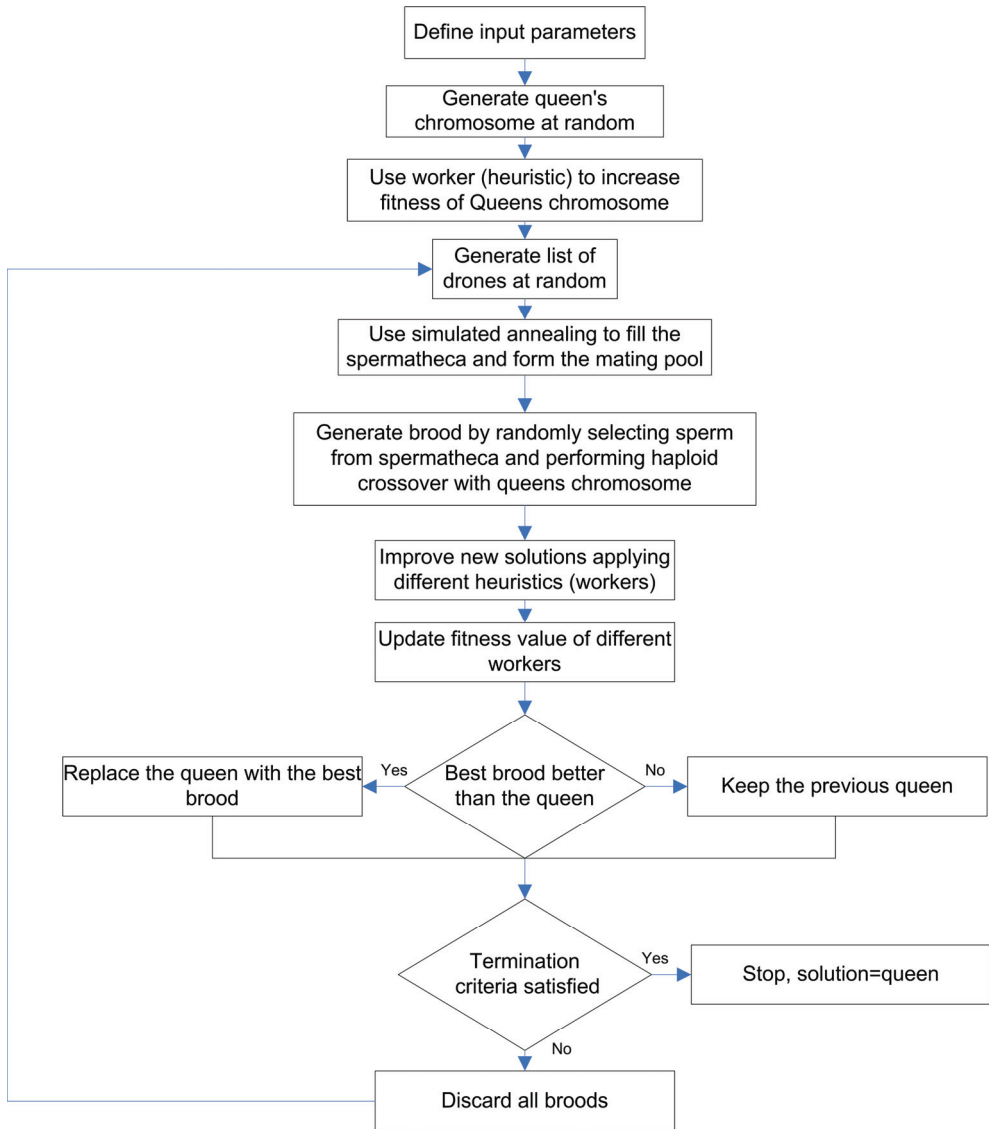 Define input parameters
Generate queen's
chromosome at random
Use worker (heuristic) to increase
fitness of Queens chromosome
Generate list of
drones at random
Use simulated annealing to fill the
spermatheca and form the mating pool
Generate brood by randomly selecting sperm
from spermatheca and performing haploid
crossover with queens chromosome
Improve new solutions applying
different heuristics (workers)
Update fitness value of different
workers
Replace the queen with the best
brood
Yes
Best brood better
than the queen
No
Keep the previous queen
Termination
criteria satisfied
Yes
Stop, solution=queen
No
Discard all broods